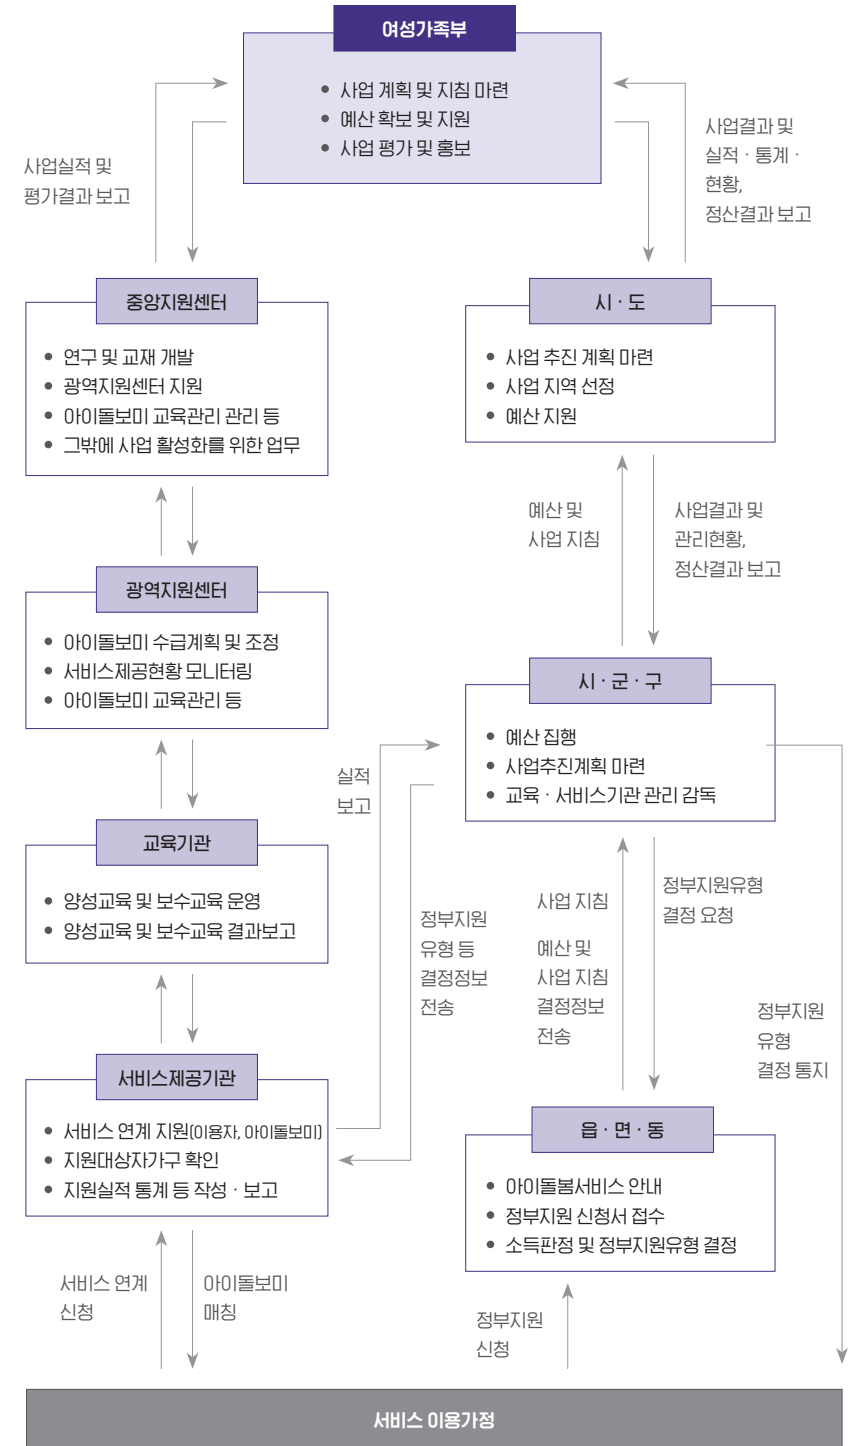 여성가족부
• 사업 계획 및 지침 마련
• 예산 확보 및 지원
• 사업 평가 및 홍보
사업실적 및
평가결과 보고
사업결과 및
실적 · 통계 ·
현황,
정산결과 보고
중앙지원센터
• 연구 및 교재 개발
• 광역지원센터 지원
• 아이돌보미 교육관리 관리 등
• 그밖에 사업 활성화를 위한 업무
시 · 도
• 사업 추진 계획 마련
• 사업 지역 선정
• 예산 지원
예산 및
사업 지침
사업결과 및
관리현황,
정산결과 보고
광역지원센터
• 아이돌보미 수급계획 및 조정
• 서비스제공현황 모니터링
• 아이돌보미 교육관리 등
시 · 군 · 구
• 예산 집행
• 사업추진계획 마련
• 교육 · 서비스기관 관리 감독
실적
보고
교육기관
• 양성교육 및 보수교육 운영
• 양성교육 및 보수교육 결과보고
정부지원
유형 등
결정정보
전송
사업 지침
예산 및
사업 지침
결정정보
전송
정부지원유형
결정 요청
정부지원
유형
결정 통지
서비스제공기관
• 서비스 연계 지원(이용자, 아이돌보미)
• 지원대상자가구 확인
• 지원실적 통계 등 작성 · 보고
읍 · 면 · 동
• 아이돌봄서비스 안내
• 정부지원 신청서 접수
• 소득판정 및 정부지원유형 결정
서비스 연계
신청
아이돌보미
매칭
정부지원
신청
서비스 이용가정